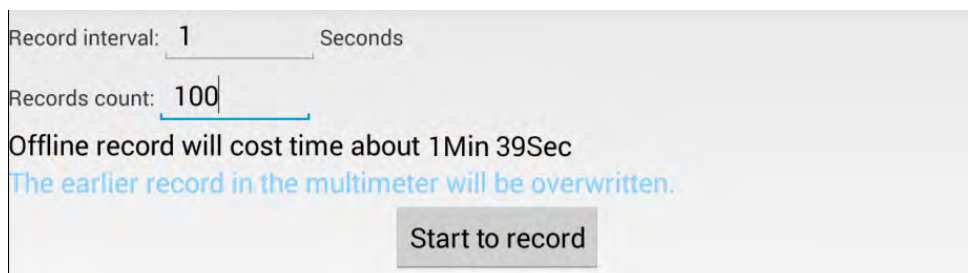 Record interval: 1 Seconds
Records count: 100
Offline record will cost time about 1Min 39Sec
The earlier record in the multimeter will be overwritten.
Start to record